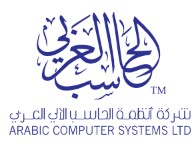 الحاسب العربي
TM
شركة أنظمة الحاسب الآلي العربي
ARABIC COMPUTER SYSTEMS LTD